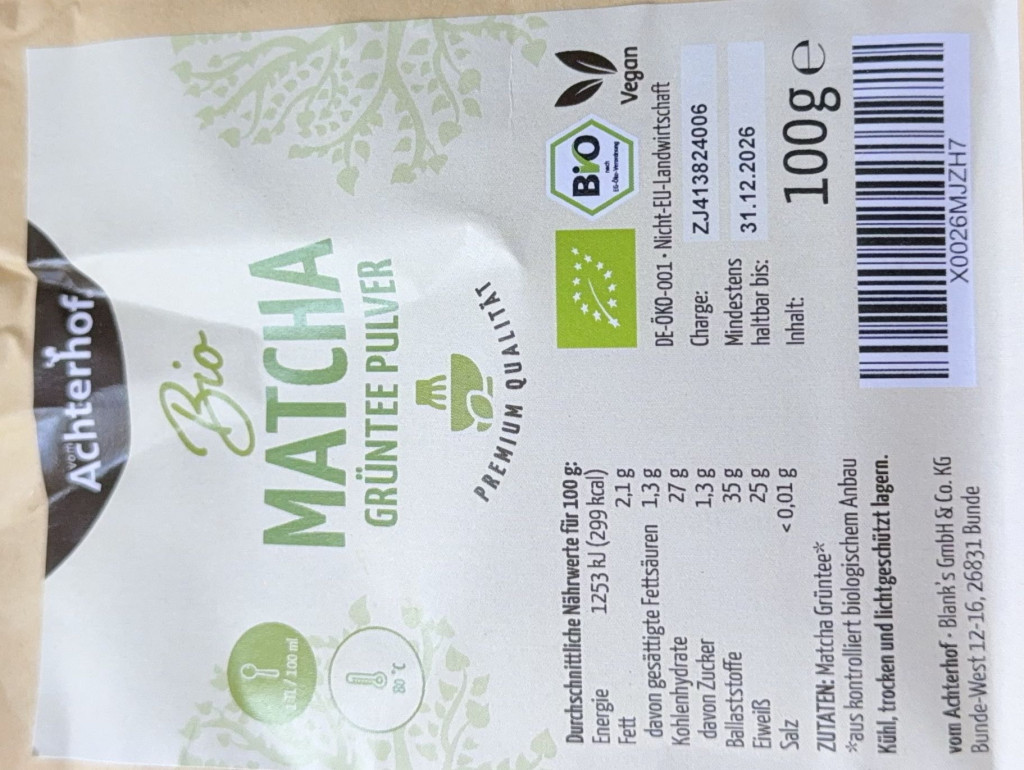 vom
Achterhof
Bio
MATCHA
GRÜNTEE PULVER
PREMIUM QUALITÄT
/ 100 ml
80 °C
Durchschnittliche Nährwerte für 100 g:
Energie 1253 kJ (299 kcal)
Fett 2,1 g
davon gesättigte Fettsäuren 1,3 g
Kohlenhydrate 27 g
davon Zucker 1,3 g
Ballaststoffe 35 g
Eiweiß 25 g
Salz < 0,01 g
ZUTATEN: Matcha Grüntee*
*aus kontrolliert biologischem Anbau
Kühl, trocken und lichtgeschützt lagern.
vom Achterhof · Blank's GmbH & Co. KG
Bunde-West 12-16, 26831 Bunde
Bio
nach
EG-Öko-Verordnung
Vegan
DE-ÖKO-001 · Nicht-EU-Landwirtschaft
Charge: ZJ413824006
Mindestens
haltbar bis: 31.12.2026
Inhalt: 100g e
X0026MJZH7